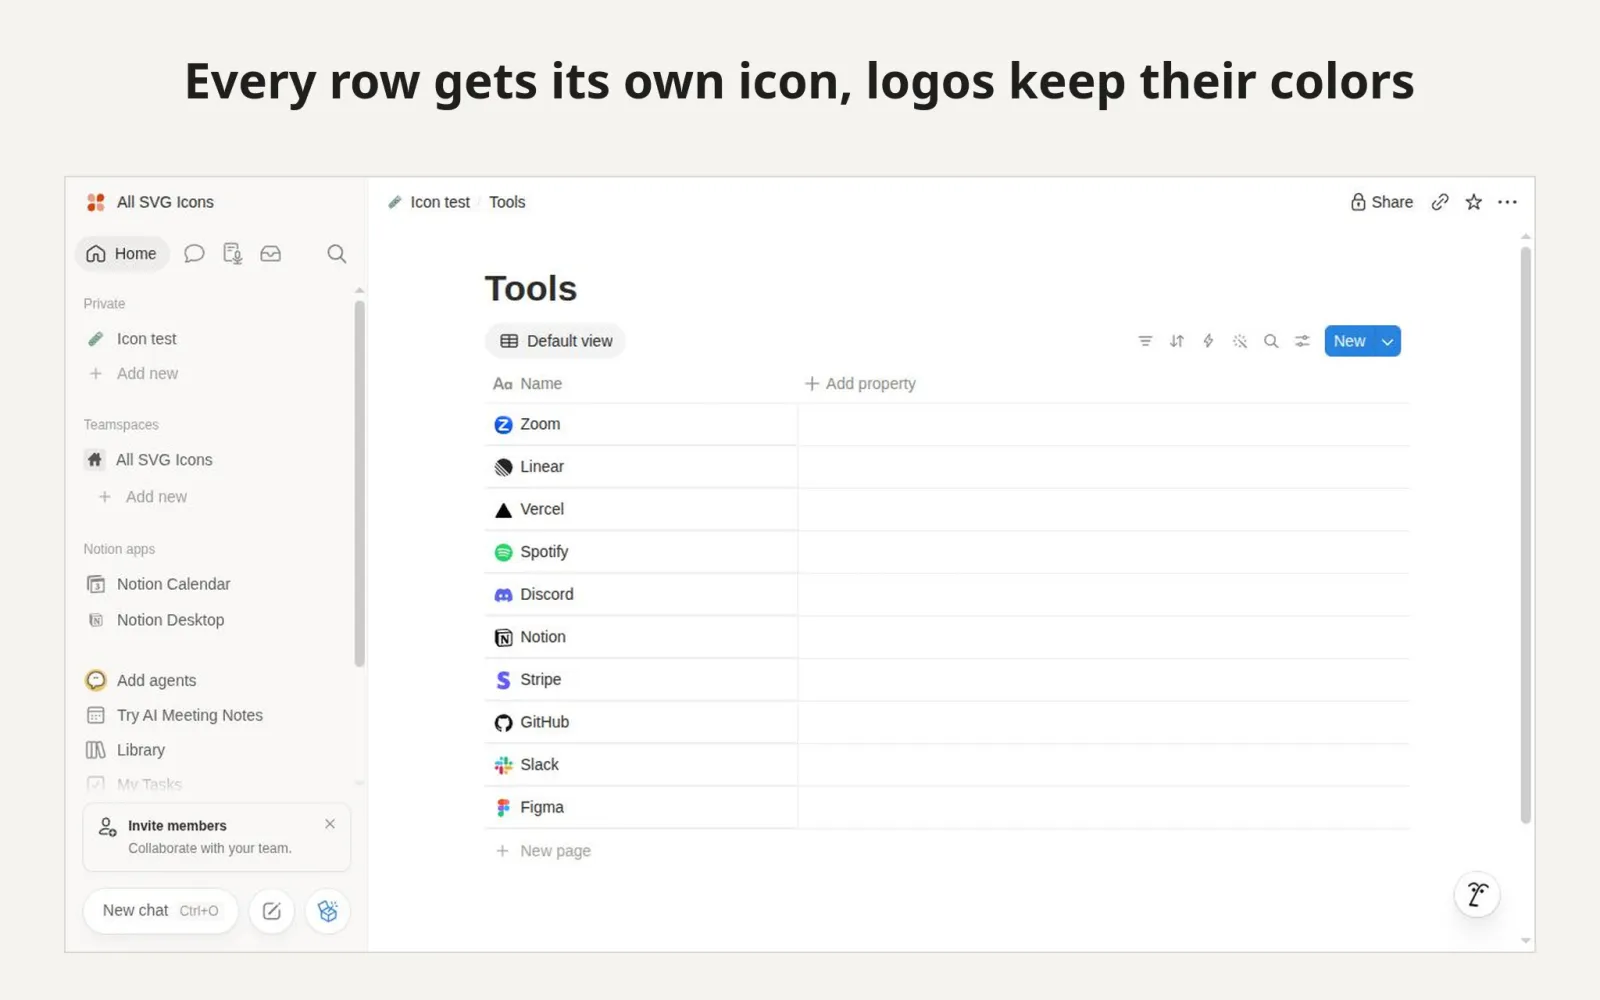 Every row gets its own icon, logos keep their colors
All SVG Icons
Home
Private
Icon test
Add new
Teamspaces
All SVG Icons
Add new
Notion apps
Notion Calendar
Notion Desktop
Add agents
Try AI Meeting Notes
Library
My Tasks
Invite members
Collaborate with your team.
New chat Ctrl+O
Icon test / Tools
Share
Tools
Default view
New
Aa Name
Add property
Zoom
Linear
Vercel
Spotify
Discord
Notion
Stripe
GitHub
Slack
Figma
New page